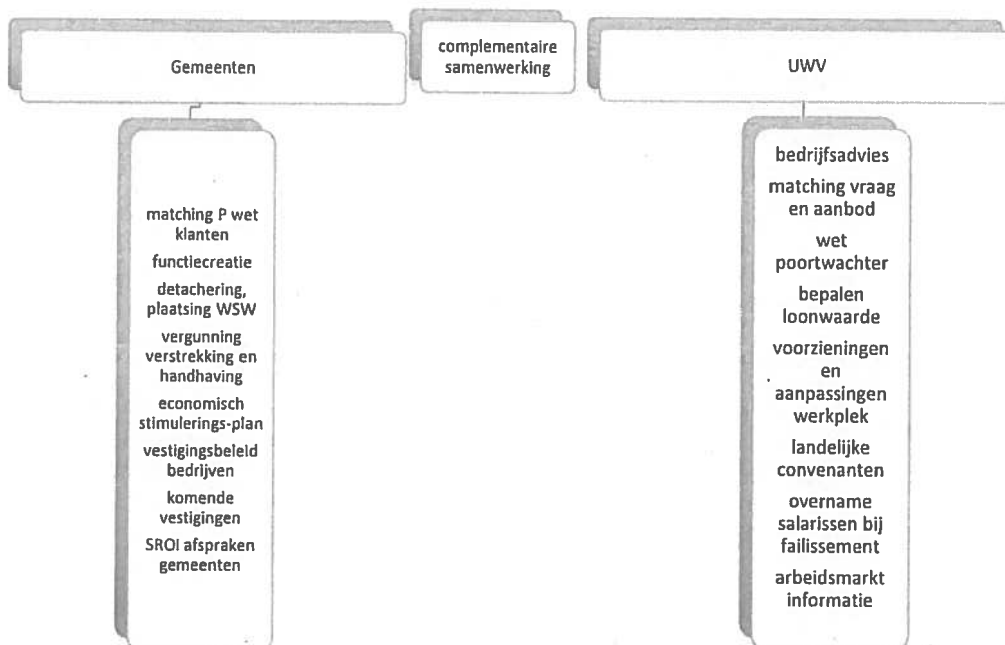 Gemeenten
complementaire
samenwerking
UWV
matching P wet
klanten
functiecreatie
detachering,
plaatsing WSW
vergunning
verstrekking en
handhaving
economisch
stimulerings-plan
vestigingsbeleid
bedrijven
komende
vestigingen
SROI afspraken
gemeenten
bedrijfsadvies
matching vraag
en aanbod
wet
poortwachter
bepalen
loonwaarde
voorzieningen
en
aanpassingen
werkplek
landelijke
convenanten
overname
salarissen bij
failissement
arbeidsmarkt
informatie